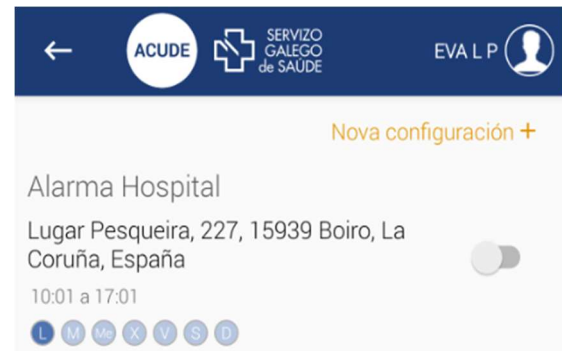 ACUDE
SERVIZO
GALEGO
de SAÚDE
EVA L P
Nova configuración +
Alarma Hospital
Lugar Pesqueira, 227, 15939 Boiro, La
Coruña, España
10:01 a 17:01
L M Me X V S D